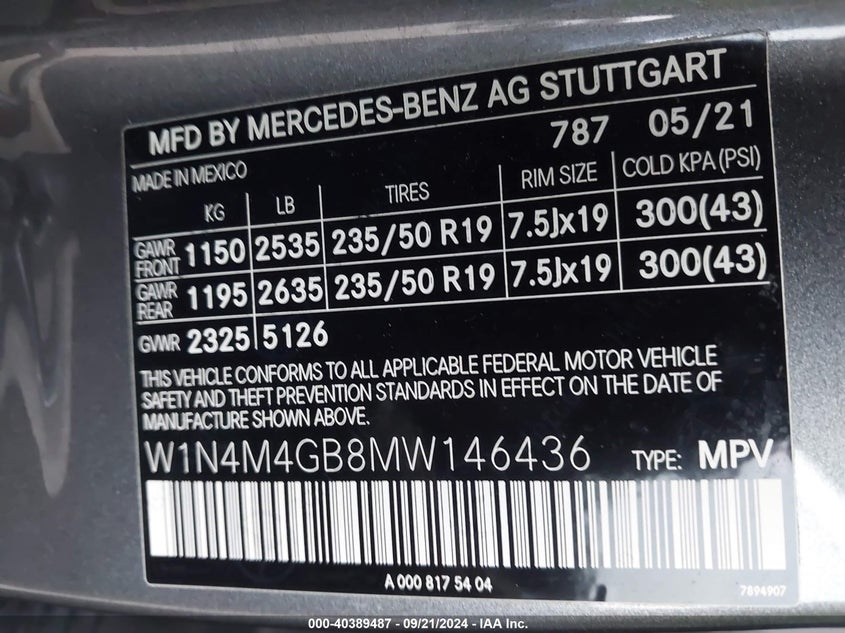 MFD BY MERCEDES-BENZ AG STUTTGART
787 05/21
MADE IN MEXICO
KG LB TIRES RIM SIZE COLD KPA (PSI)
GAWR FRONT 1150 2535 235/50 R19 7.5Jx19 300(43)
GAWR REAR 1195 2635 235/50 R19 7.5Jx19 300(43)
GVWR 2325 5126
THIS VEHICLE CONFORMS TO ALL APPLICABLE FEDERAL MOTOR VEHICLE
SAFETY AND THEFT PREVENTION STANDARDS IN EFFECT ON THE DATE OF
MANUFACTURE SHOWN ABOVE.
W1N4M4GB8MW146436 TYPE: MPV
A 000 817 54 04
7894907
000-40389487 - 09/21/2024 - IAA Inc.